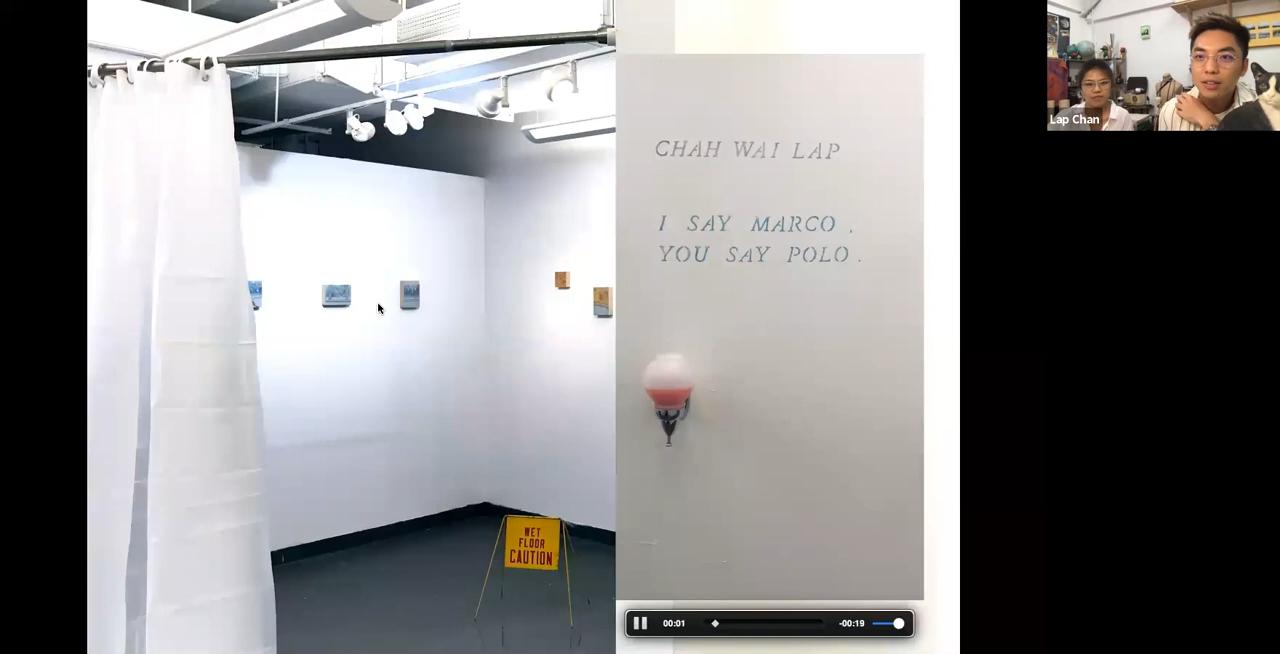 CHAH WAI LAP
I SAY MARCO.
YOU SAY POLO.
WET
FLOOR
CAUTION
00:01
-00:19
Lap Chan